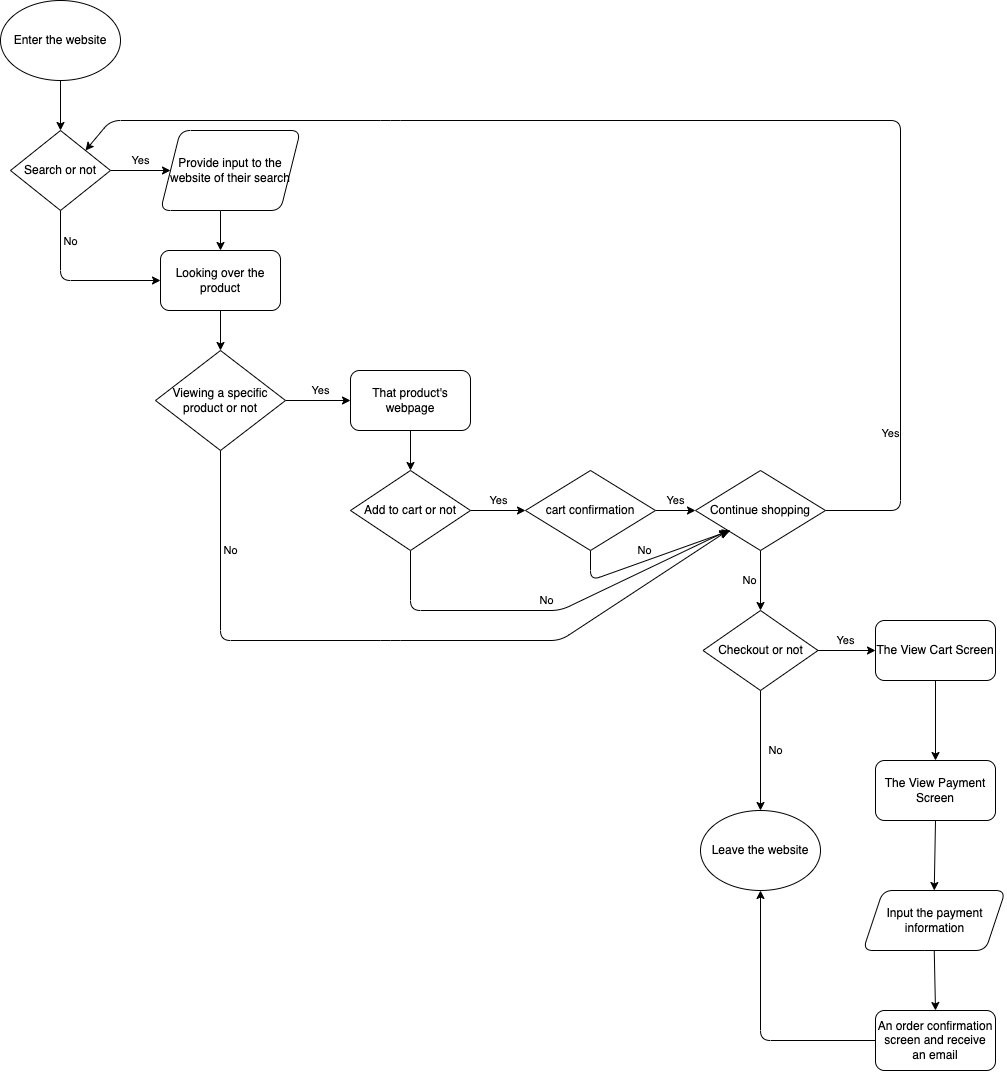 Enter the website
Search or not
Yes
Provide input to the
website of their search
No
Looking over the
product
Viewing a specific
product or not
Yes
That product's
webpage
Yes
Add to cart or not
Yes
cart confirmation
Yes
Continue shopping
No
No
No
No
Checkout or not
Yes
The View Cart Screen
No
The View Payment
Screen
Leave the website
Input the payment
information
An order confirmation
screen and receive
an email